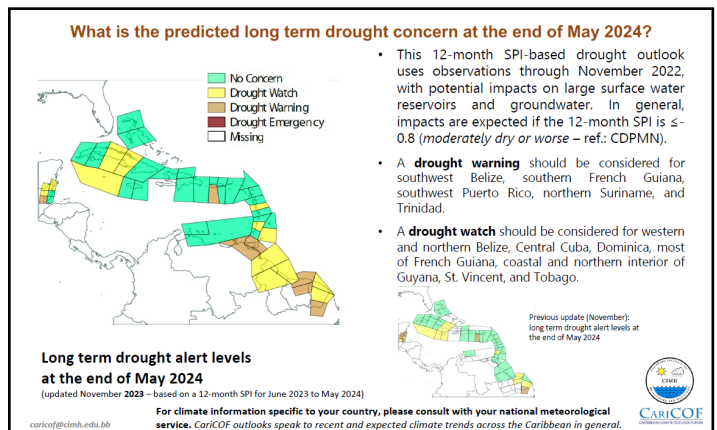 What is the predicted long term drought concern at the end of May 2024?
No Concern
Drought Watch
Drought Warning
Drought Emergency
Missing
• This 12-month SPI-based drought outlook
uses observations through November 2022,
with potential impacts on large surface water
reservoirs and groundwater. In general,
impacts are expected if the 12-month SPI is ≤-
0.8 (moderately dry or worse – ref.: CDPMN).
• A drought warning should be considered for
southwest Belize, southern French Guiana,
southwest Puerto Rico, northern Suriname, and
Trinidad.
• A drought watch should be considered for western
and northern Belize, Central Cuba, Dominica, most
of French Guiana, coastal and northern interior of
Guyana, St. Vincent, and Tobago.
Previous update (November):
long term drought alert levels at
the end of May 2024
Long term drought alert levels
at the end of May 2024
(updated November 2023 – based on a 12-month SPI for June 2023 to May 2024)
CIMH
CARICOF
CARIBBEAN CLIMATE OUTLOOK FORUM
caricof@cimh.edu.bb
For climate information specific to your country, please consult with your national meteorological
service. CariCOF outlooks speak to recent and expected climate trends across the Caribbean in general.